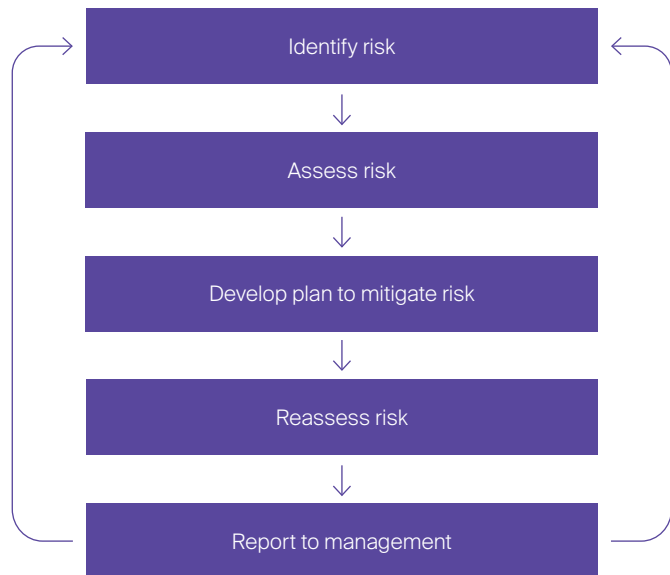 Identify risk
Assess risk
Develop plan to mitigate risk
Reassess risk
Report to management